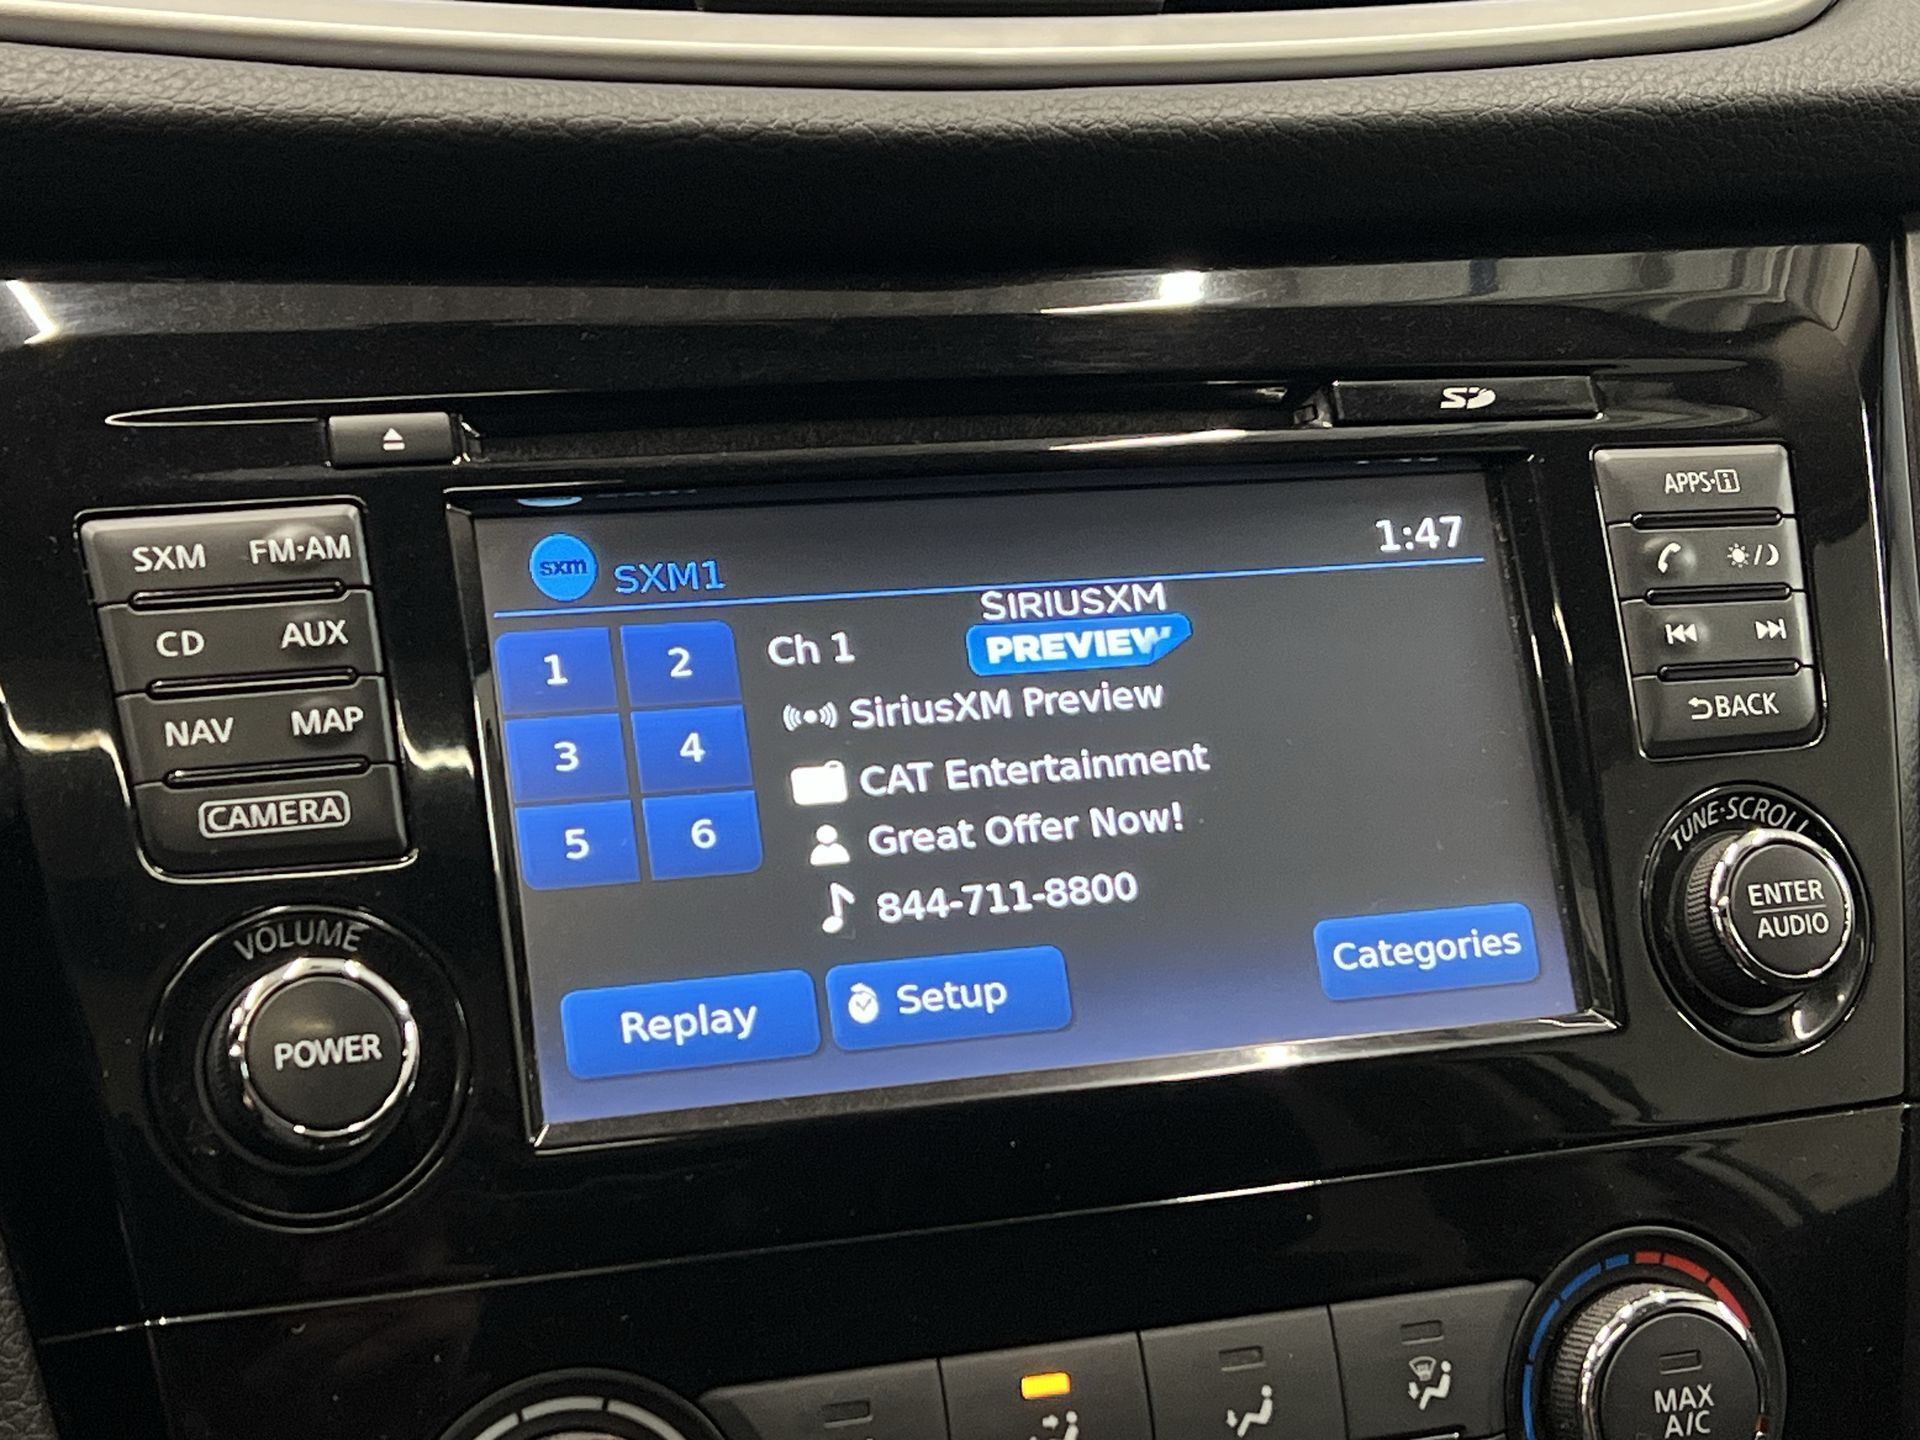 SD
APPS·i
SXM FM·AM
CD AUX
NAV MAP
CAMERA
VOLUME
POWER
sxm SXM1
1:47
1 2
3 4
5 6
Ch 1
SIRIUSXM
PREVIEW
SiriusXM Preview
CAT Entertainment
Great Offer Now!
844-711-8800
Replay
Setup
Categories
BACK
TUNE·SCROLL
ENTER
AUDIO
MAX
A/C